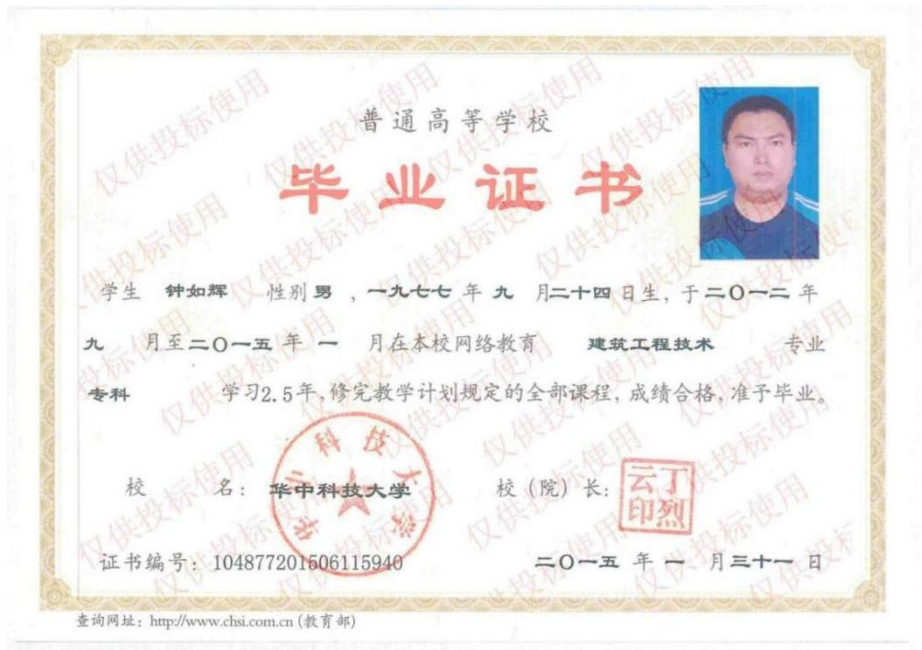 普通高等学校
毕业证书
学生 钟如辉 性别 男 ,一九七七 年 九 月二十四日生,于二〇一二年
九 月至二〇一五 年 一 月在本校网络教育 建筑工程技术 专业
专科 学习2.5年,修完教学计划规定的全部课程,成绩合格,准予毕业。
华中科技大学
校 名: 华中科技大学 校(院)长: 丁烈云印
证书编号: 104877201506115940 二〇一五 年 一 月三十一 日
查询网址: http://www.chsi.com.cn (教育部)
仅供投标使用